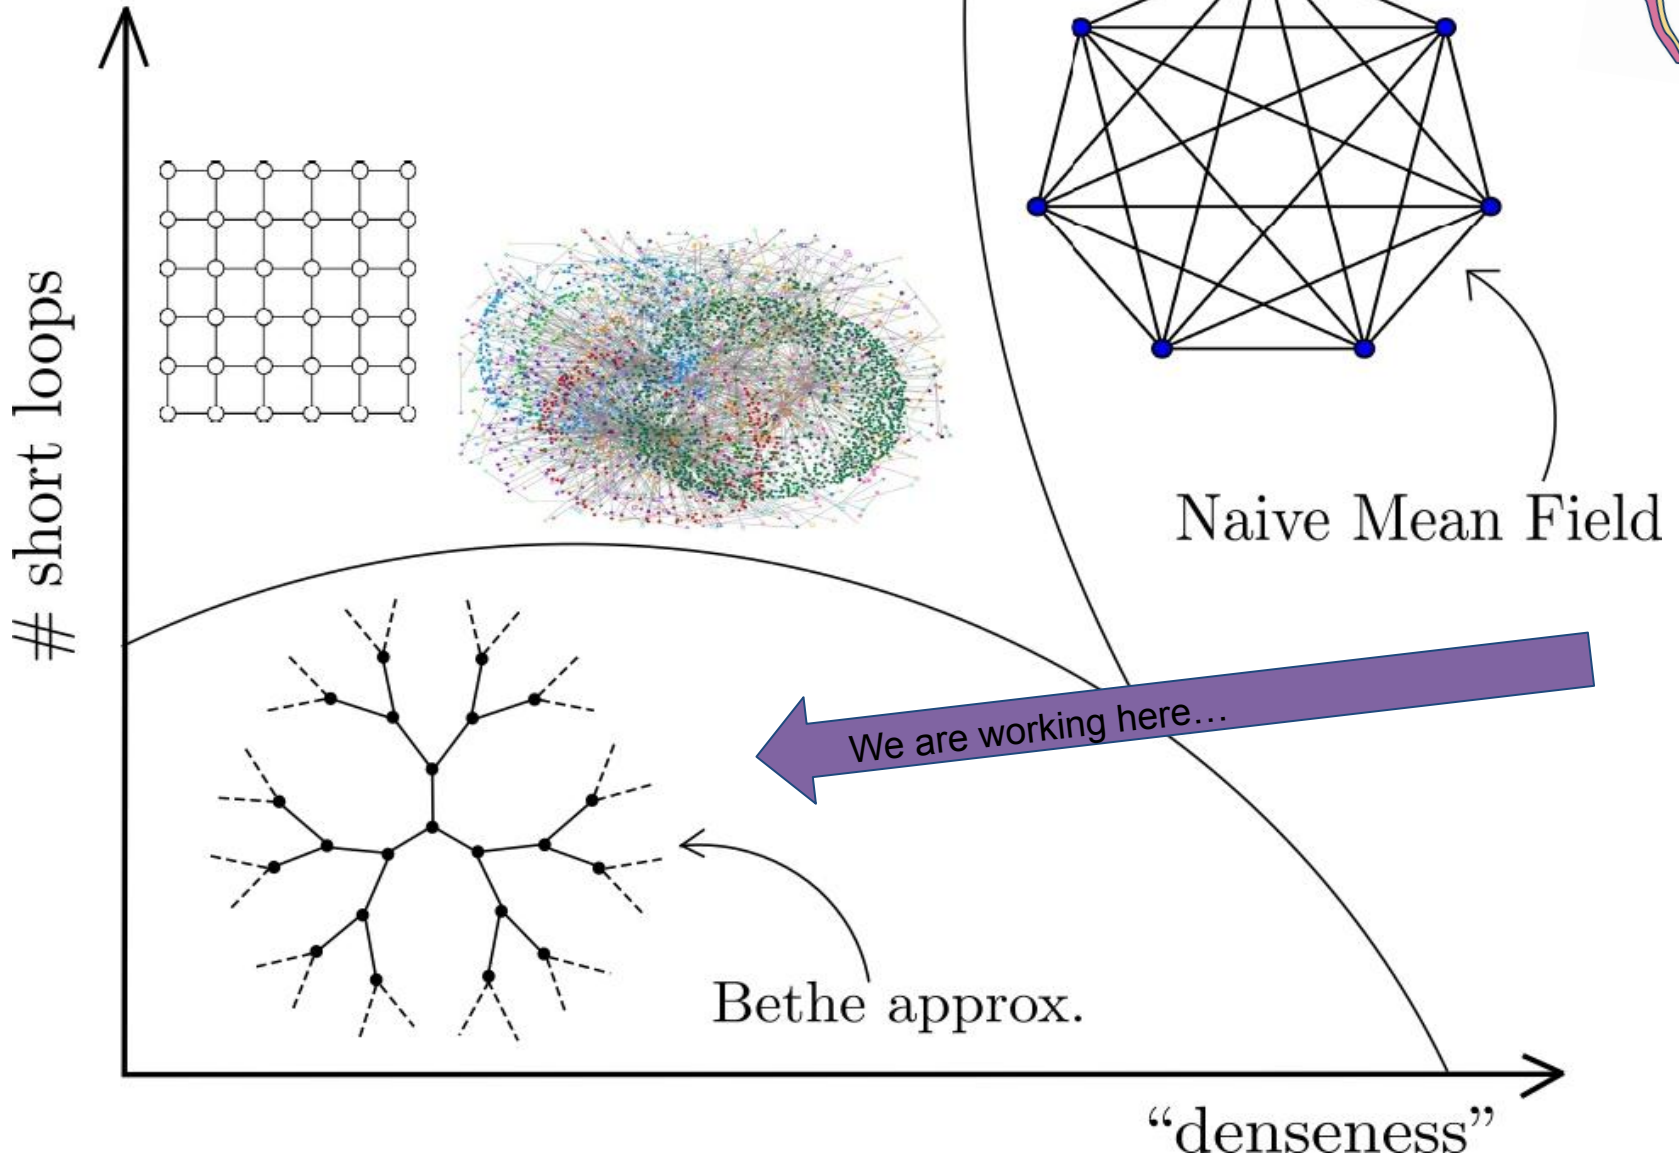 # short loops
Naive Mean Field
We are working here…
Bethe approx.
“denseness”